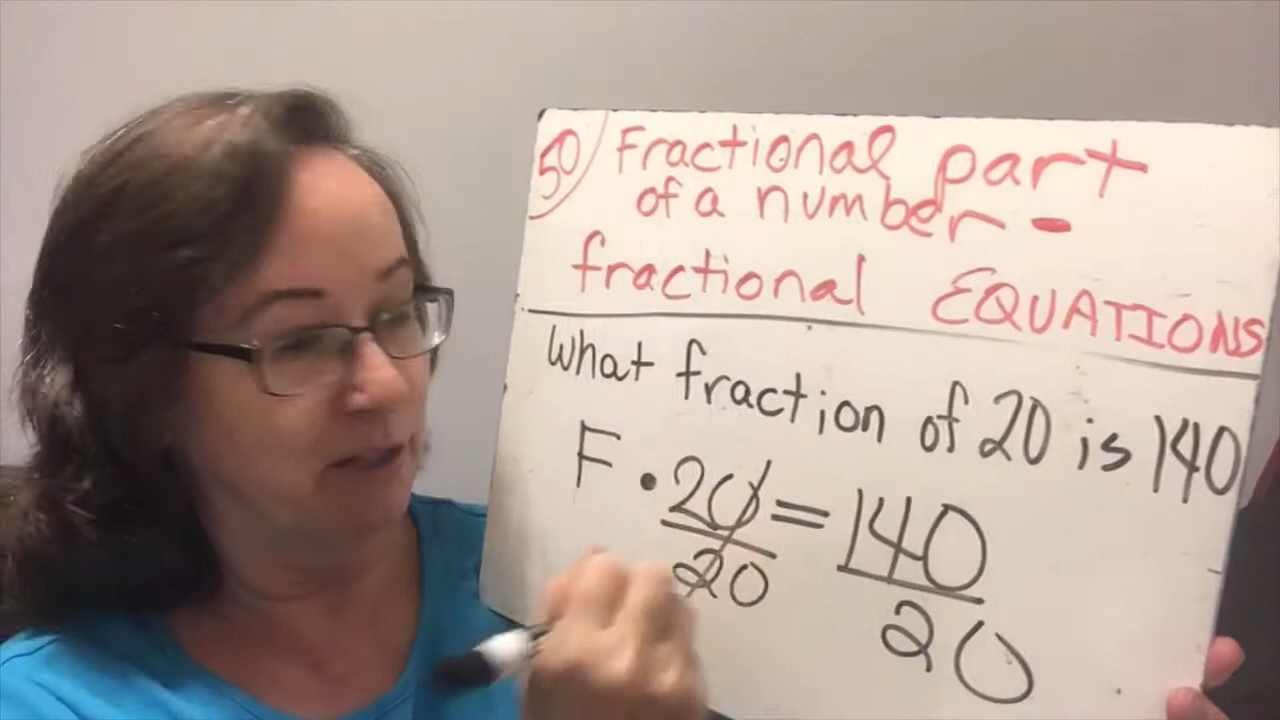 50) Fractional part
of a number -
fractional EQUATIONS
What fraction of 20 is 140
F • 20 = 140
20 20